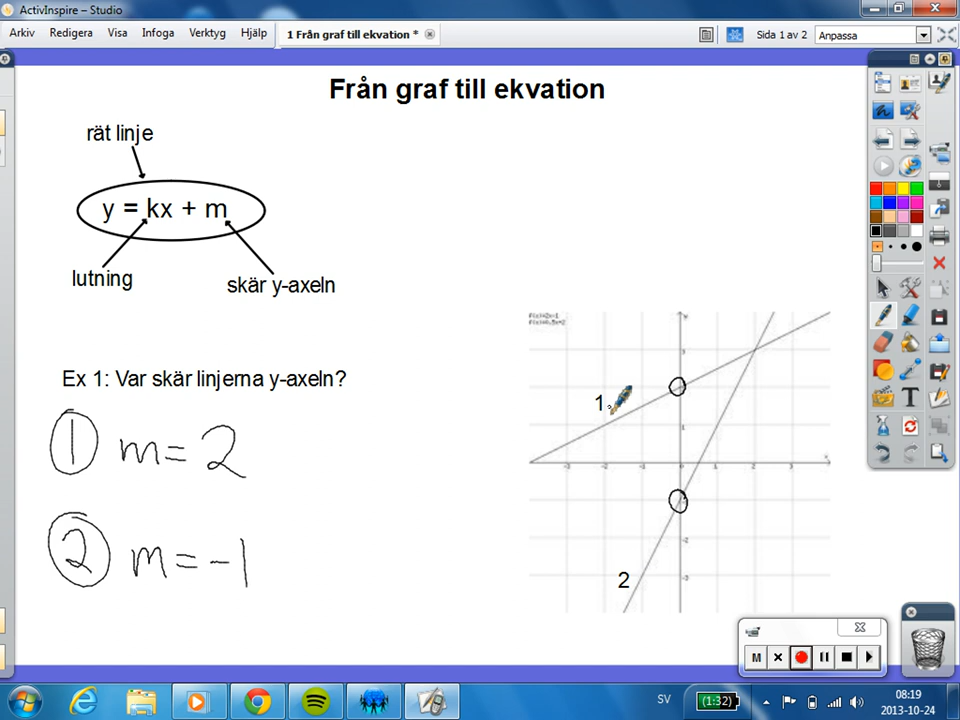 ActivInspire – Studio
Arkiv Redigera Visa Infoga Verktyg Hjälp
1 Från graf till ekvation *
Sida 1 av 2
Anpassa
Från graf till ekvation
rät linje
y = kx + m
lutning
skär y-axeln
Ex 1: Var skär linjerna y-axeln?
1 m = 2
2 m = -1
1
2
M
SV
(1:32)
08:19
2013-10-24